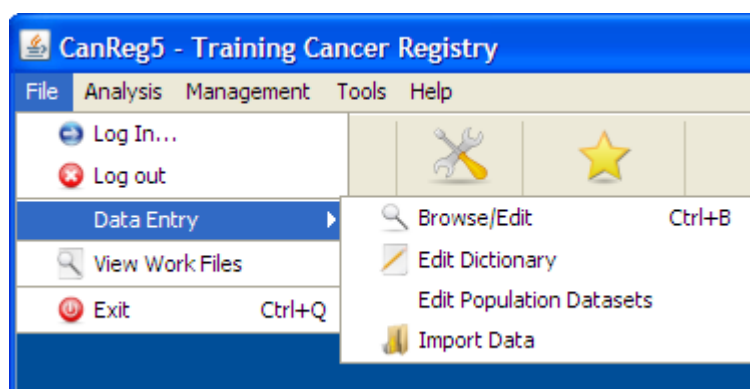 CanReg5 - Training Cancer Registry
File Analysis Management Tools Help
Log In...
Log out
Data Entry
View Work Files
Exit Ctrl+Q
Browse/Edit Ctrl+B
Edit Dictionary
Edit Population Datasets
Import Data